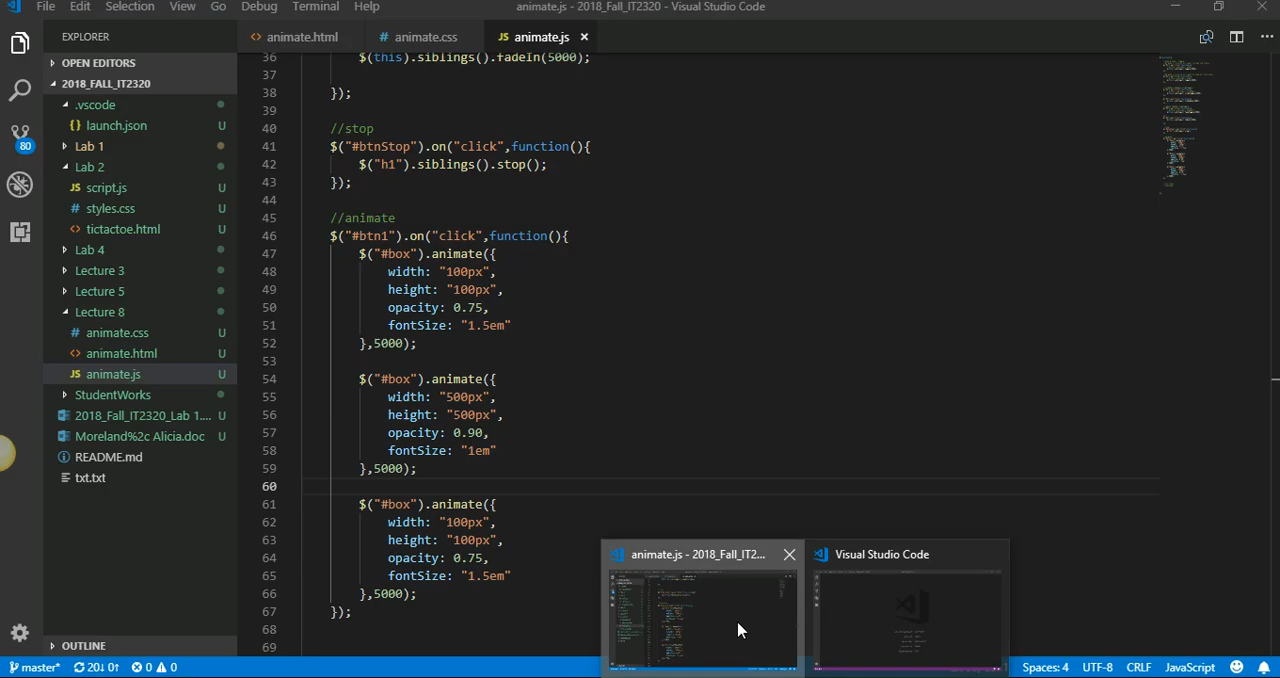 File Edit Selection View Go Debug Terminal Help
animate.js - 2018_Fall_IT2320 - Visual Studio Code
EXPLORER
OPEN EDITORS
2018_FALL_IT2320
.vscode
{} launch.json U
Lab 1
Lab 2
JS script.js U
# styles.css U
<> tictactoe.html U
Lab 4
Lecture 3
Lecture 5
Lecture 8
# animate.css U
<> animate.html U
JS animate.js U
StudentWorks
2018_Fall_IT2320_Lab 1.... U
Moreland%2c Alicia.doc U
README.md
txt.txt
OUTLINE
80
<> animate.html
# animate.css
JS animate.js ×
36 $(this).siblings().fadeIn(5000);
37
38 });
39
40 //stop
41 $("#btnStop").on("click",function(){
42 $("h1").siblings().stop();
43 });
44
45 //animate
46 $("#btn1").on("click",function(){
47 $("#box").animate({
48 width: "100px",
49 height: "100px",
50 opacity: 0.75,
51 fontSize: "1.5em"
52 },5000);
53
54 $("#box").animate({
55 width: "500px",
56 height: "500px",
57 opacity: 0.90,
58 fontSize: "1em"
59 },5000);
60
61 $("#box").animate({
62 width: "100px",
63 height: "100px",
64 opacity: 0.75,
65 fontSize: "1.5em"
66 },5000);
67 });
68
69
animate.js - 2018_Fall_IT2...
Visual Studio Code
master* 20↓ 0↑ 0 0
Spaces: 4 UTF-8 CRLF JavaScript